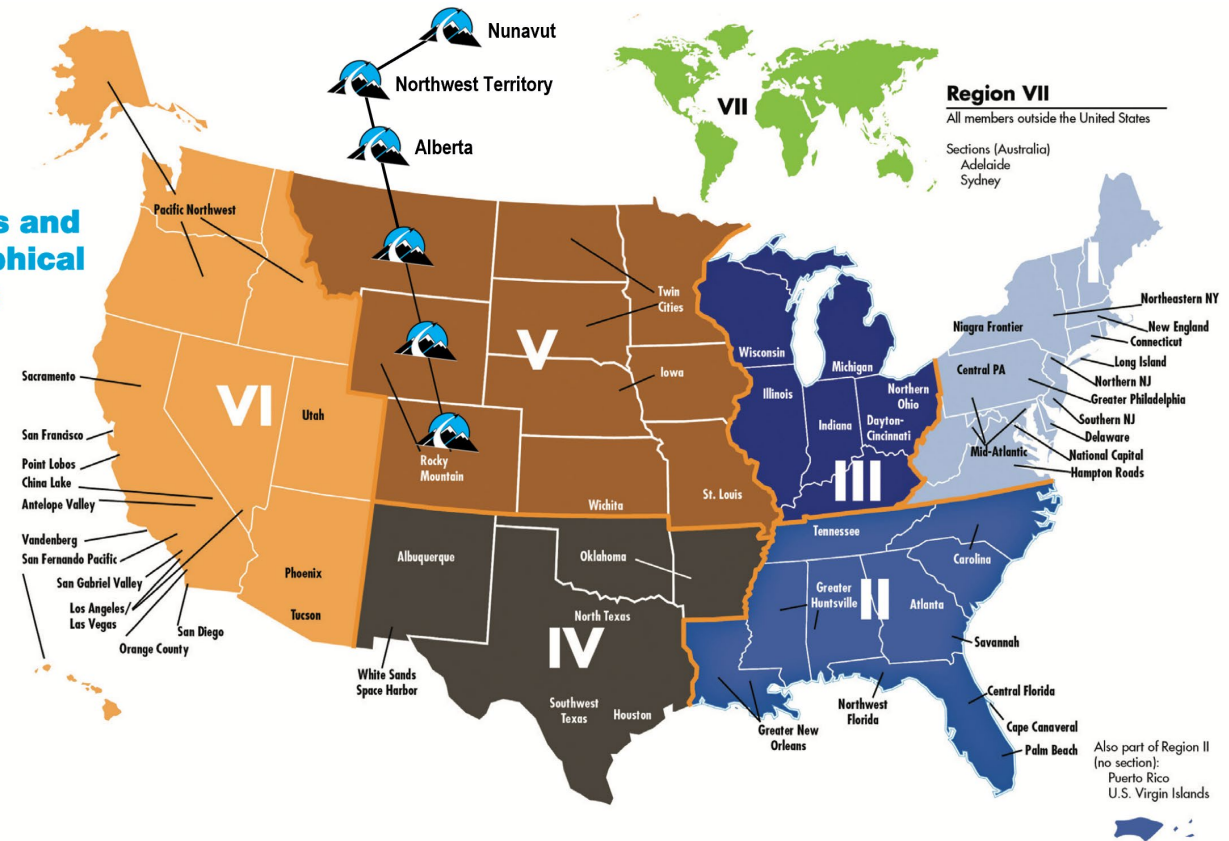 Nunavut
Northwest Territory
Alberta
VII
Region VII
All members outside the United States
Sections (Australia)
Adelaide
Sydney
s and
phical
Pacific Northwest
Twin
Cities
I
Northeastern NY
Niagra Frontier
New England
Connecticut
V
Wisconsin
Michigan
Long Island
Central PA
Northern NJ
Sacramento
VI
Utah
Iowa
Illinois
Northern
Ohio
Greater Philadelphia
Indiana
Dayton-
Cincinnati
Southern NJ
Delaware
San Francisco
Mid-Atlantic
National Capital
Point Lobos
Rocky
Mountain
Hampton Roads
China Lake
III
Antelope Valley
Wichita
St. Louis
Vandenberg
Tennessee
San Fernando Pacific
Albuquerque
Oklahoma
Carolina
Phoenix
San Gabriel Valley
Greater
Huntsville
II
Atlanta
Los Angeles/
Las Vegas
Tucson
North Texas
San Diego
Orange County
Savannah
IV
White Sands
Space Harbor
Southwest
Texas
Houston
Northwest
Florida
Central Florida
Greater New
Orleans
Cape Canaveral
Palm Beach
Also part of Region II
(no section):
Puerto Rico
U.S. Virgin Islands